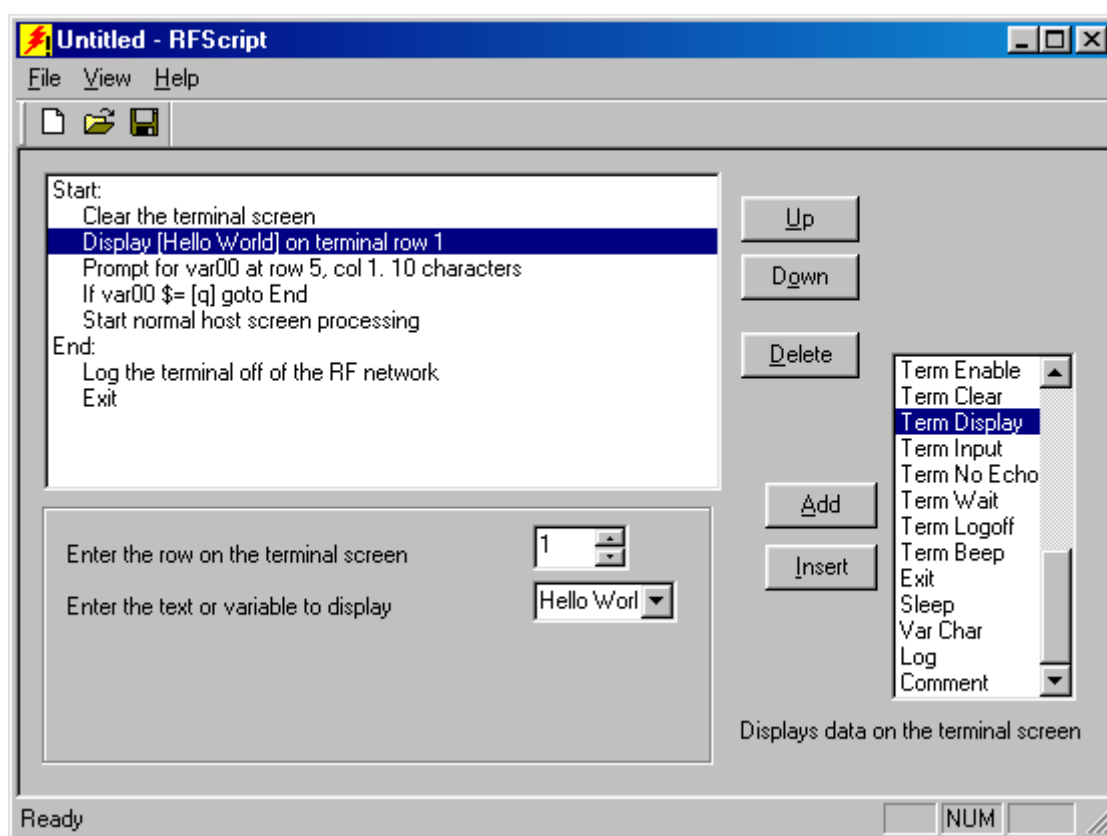 Untitled - RFScript
File View Help
Start:
Clear the terminal screen
Display [Hello World] on terminal row 1
Prompt for var00 at row 5, col 1. 10 characters
If var00 $= [q] goto End
Start normal host screen processing
End:
Log the terminal off of the RF network
Exit
Up
Down
Delete
Add
Insert
Term Enable
Term Clear
Term Display
Term Input
Term No Echo
Term Wait
Term Logoff
Term Beep
Exit
Sleep
Var Char
Log
Comment
Enter the row on the terminal screen
1
Enter the text or variable to display
Hello Worl
Displays data on the terminal screen
Ready
NUM